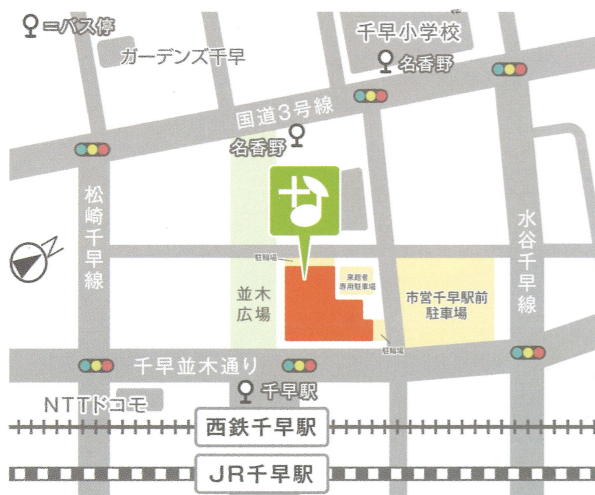 =バス停
千早小学校
ガーデンズ千早
名香野
国道3号線
名香野
松崎千早線
水谷千早線
N
駐輪場
来館者
専用駐車場
並木
広場
市営千早駅前
駐車場
駐輪場
千早並木通り
千早駅
NTTドコモ
西鉄千早駅
JR千早駅